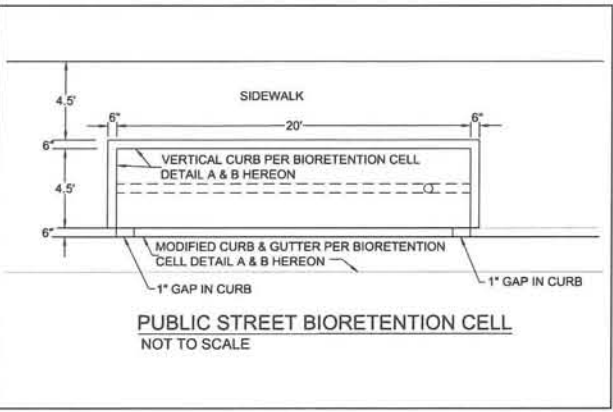 4.5'
SIDEWALK
6"
20'
6"
6"
VERTICAL CURB PER BIORETENTION CELL
DETAIL A & B HEREON
4.5'
6"
MODIFIED CURB & GUTTER PER BIORETENTION
CELL DETAIL A & B HEREON
1" GAP IN CURB
1" GAP IN CURB
PUBLIC STREET BIORETENTION CELL
NOT TO SCALE